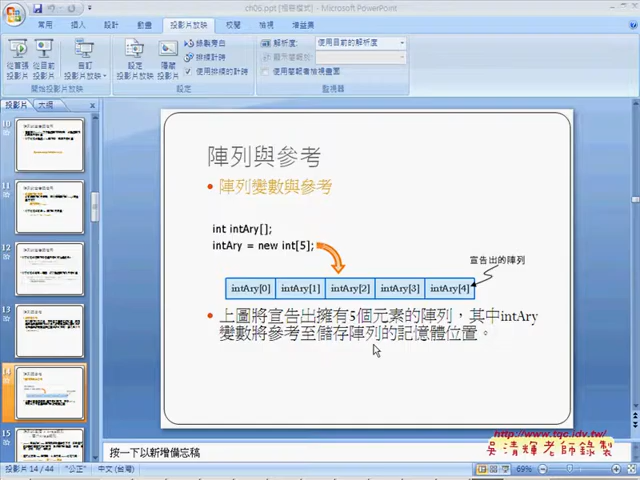 ch06.ppt [相容模式] - Microsoft PowerPoint
常用 插入 設計 動畫 投影片放映 校閱 檢視 增益集
從首張投影片
從目前投影片
自訂投影片放映
設定投影片放映
隱藏投影片
錄製旁白
排練計時
使用排練的計時
解析度:
使用目前的解析度
使用簡報者檢視畫面
開始投影片放映
設定
監視器
投影片 大綱
10
11
12
13
14
15
陣列與參考
陣列變數與參考
int intAry[];
intAry = new int[5];
宣告出的陣列
intAry[0] intAry[1] intAry[2] intAry[3] intAry[4]
上圖將宣告出擁有5個元素的陣列，其中intAry
變數將參考至儲存陣列的記憶體位置。
http://www.tqc.idv.tw/
按一下以新增備忘稿
吳清輝老師錄製
投影片 14 / 44
"公正"
中文 (台灣)
69%